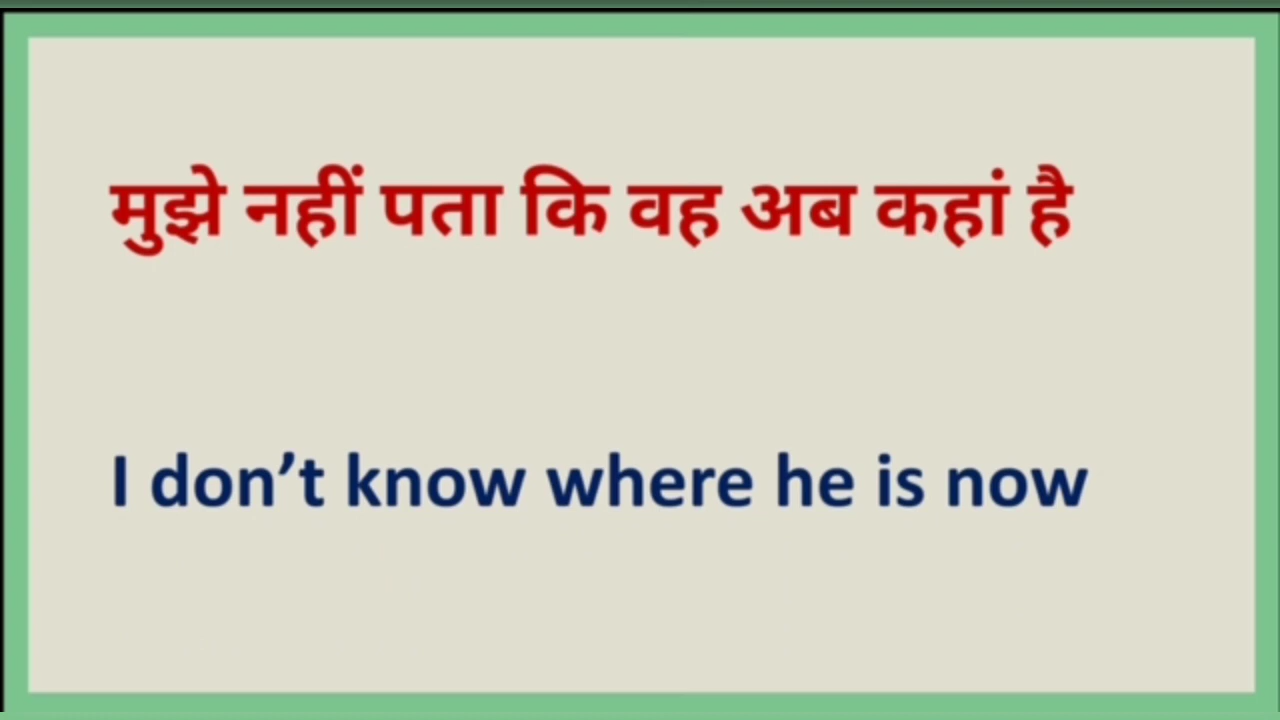 मुझे नहीं पता कि वह अब कहां है
I don’t know where he is now